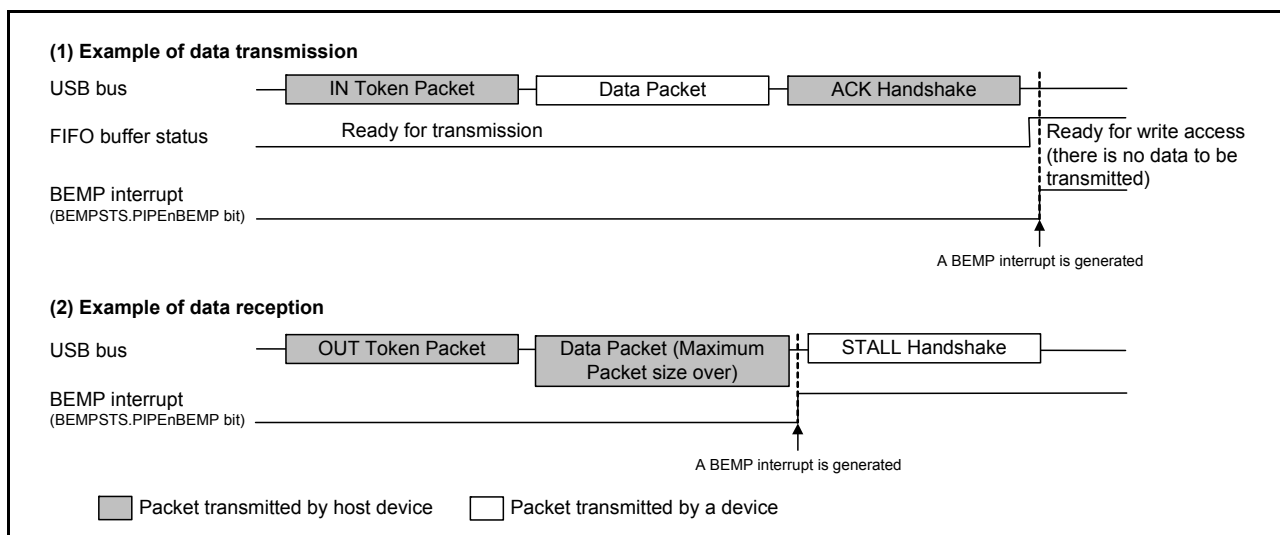 (1) Example of data transmission
USB bus
IN Token Packet
Data Packet
ACK Handshake
FIFO buffer status
Ready for transmission
Ready for write access
(there is no data to be
transmitted)
BEMP interrupt
(BEMPSTS.PIPEnBEMP bit)
A BEMP interrupt is generated
(2) Example of data reception
USB bus
OUT Token Packet
Data Packet (Maximum
Packet size over)
STALL Handshake
BEMP interrupt
(BEMPSTS.PIPEnBEMP bit)
A BEMP interrupt is generated
Packet transmitted by host device
Packet transmitted by a device